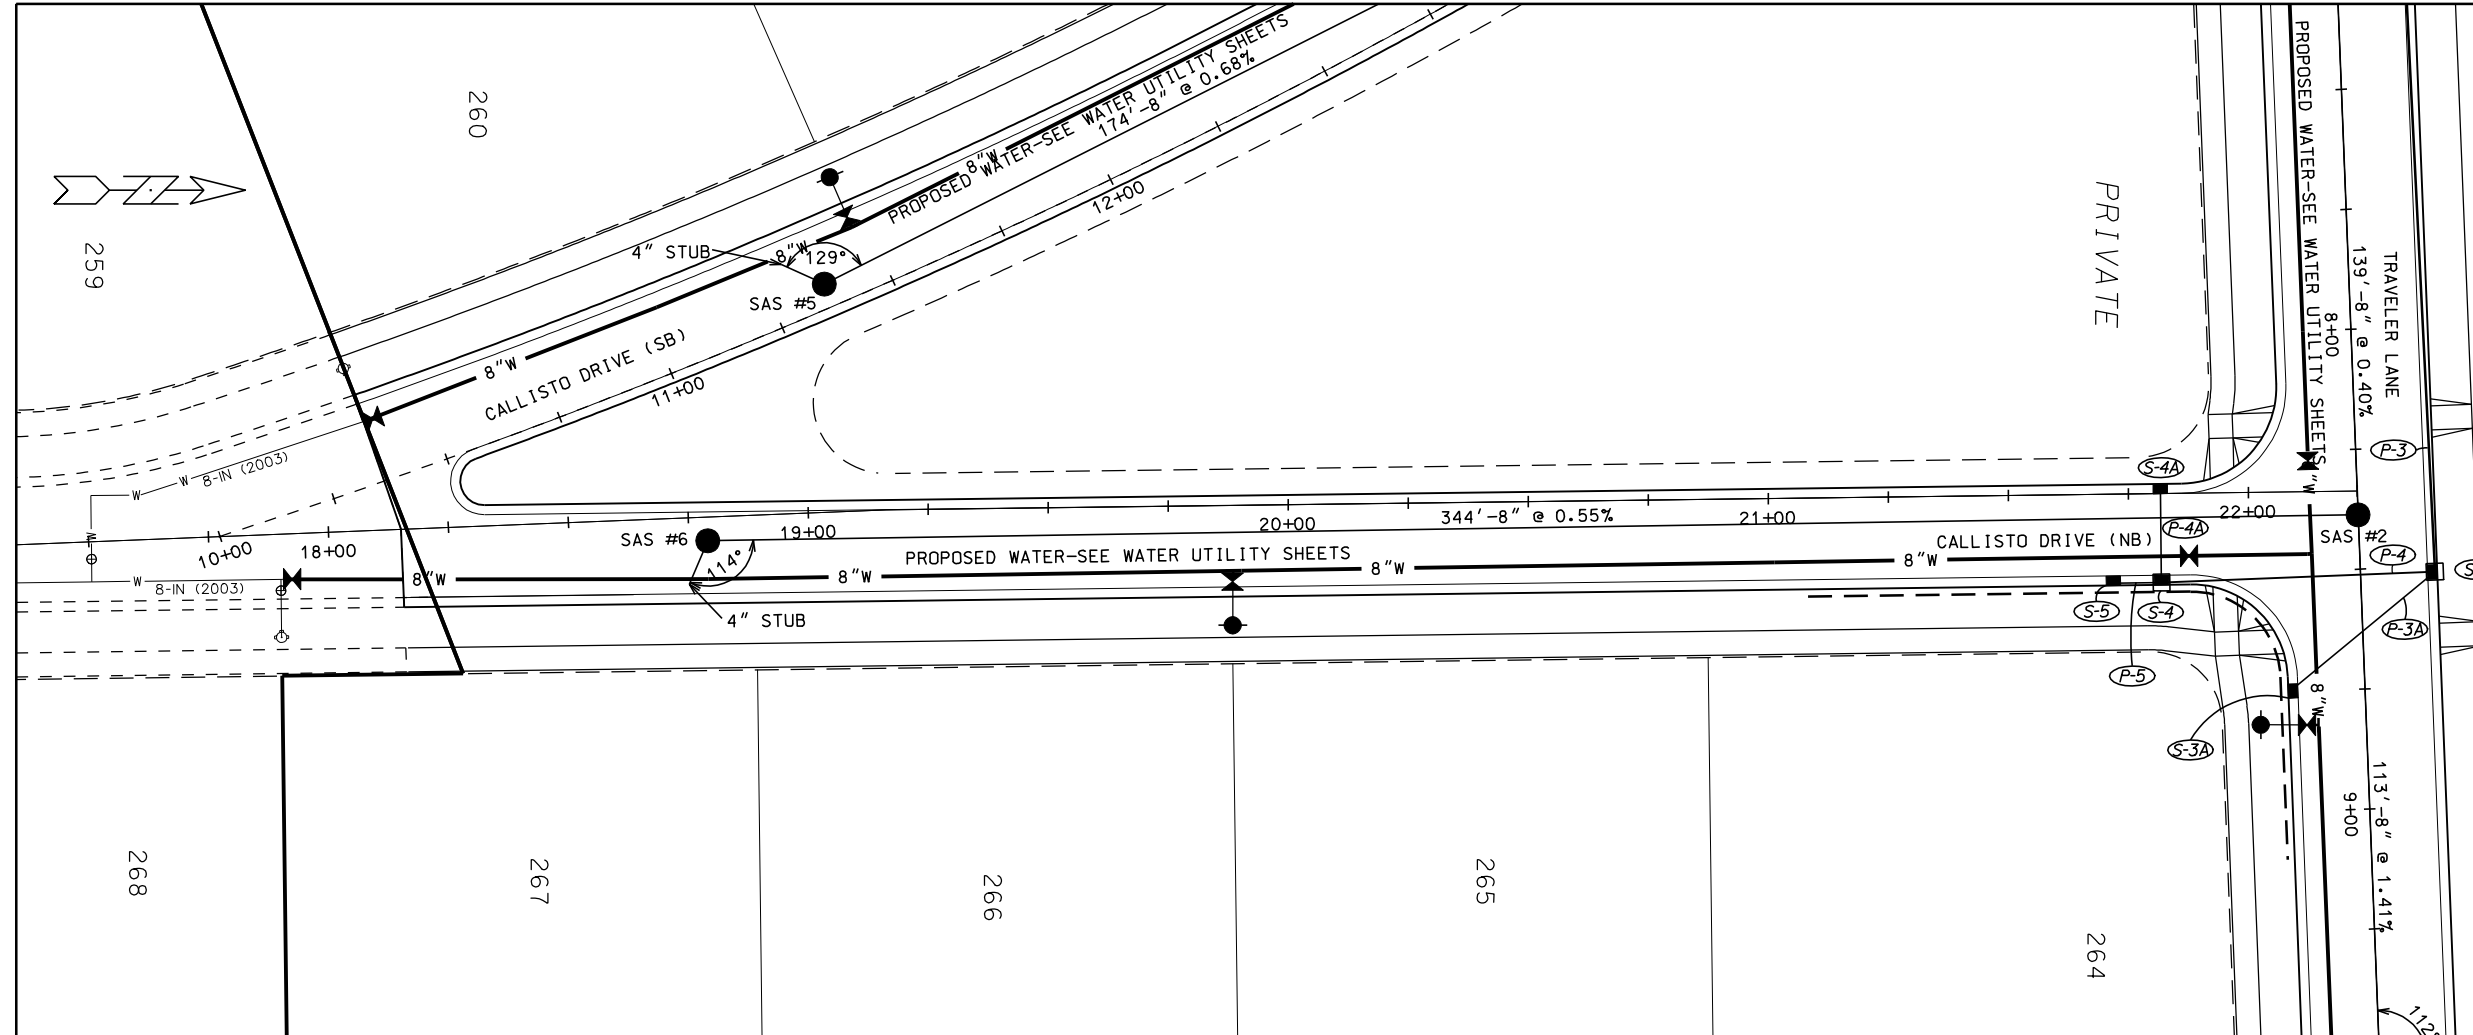 260
259
PROPOSED WATER-SEE WATER UTILITY SHEETS
174'-8" @ 0.68%
8"W
12+00
4" STUB
8"W
129°
SAS #5
8"W
CALLISTO DRIVE (SB)
11+00
PRIVATE
PROPOSED WATER-SEE WATER UTILITY SHEETS
TRAVELER LANE
139'-8" @ 0.40%
8+00
P-3
S-4A
W
W
8-IN (2003)
W
10+00
18+00
SAS #6
19+00
20+00
344'-8" @ 0.55%
21+00
22+00
P-4A
SAS #2
P-4
114°
PROPOSED WATER-SEE WATER UTILITY SHEETS
CALLISTO DRIVE (NB)
W
8-IN (2003)
8"W
8"W
8"W
8"W
4" STUB
S-5
S-4
P-3A
P-5
8"W
S-3A
113'-8" @ 1.41%
9+00
268
267
266
265
264